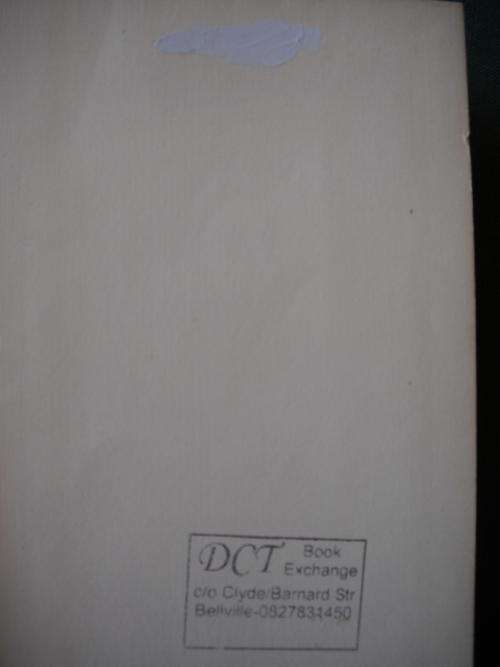 DCT Book
Exchange
c/o Clyde/Barnard Str
Bellville-0827834450